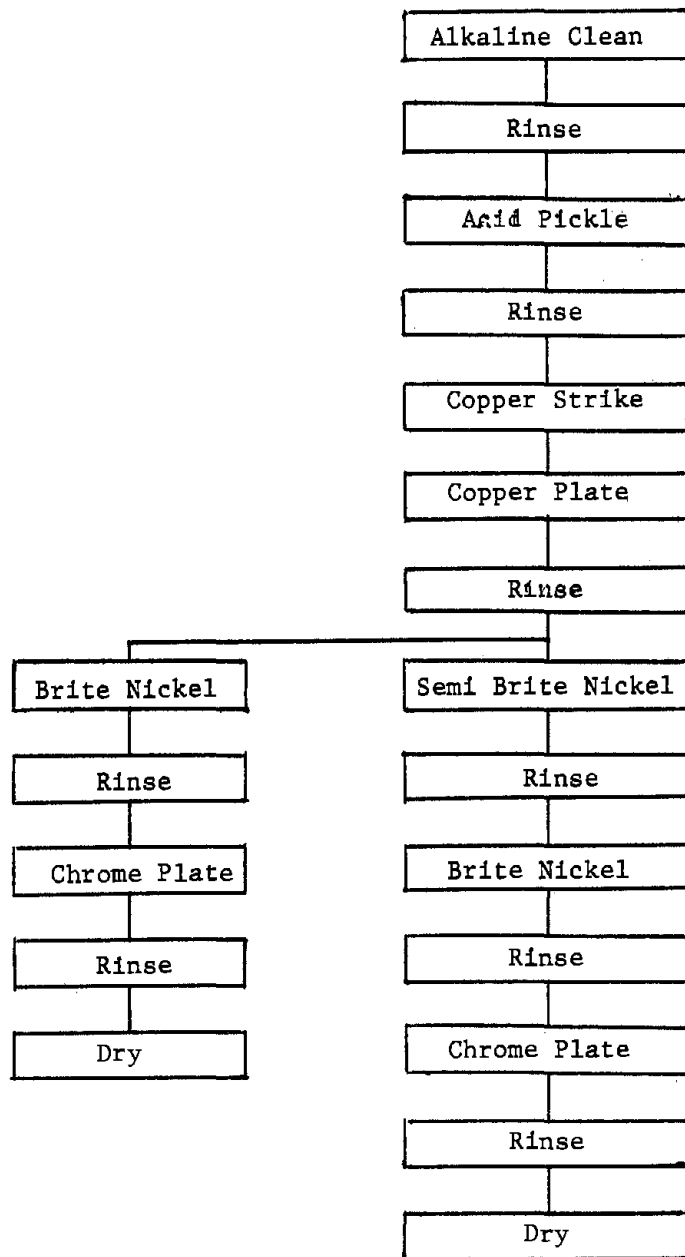 Alkaline Clean
Rinse
Acid Pickle
Rinse
Copper Strike
Copper Plate
Rinse
Brite Nickel
Rinse
Chrome Plate
Rinse
Dry
Semi Brite Nickel
Rinse
Brite Nickel
Rinse
Chrome Plate
Rinse
Dry